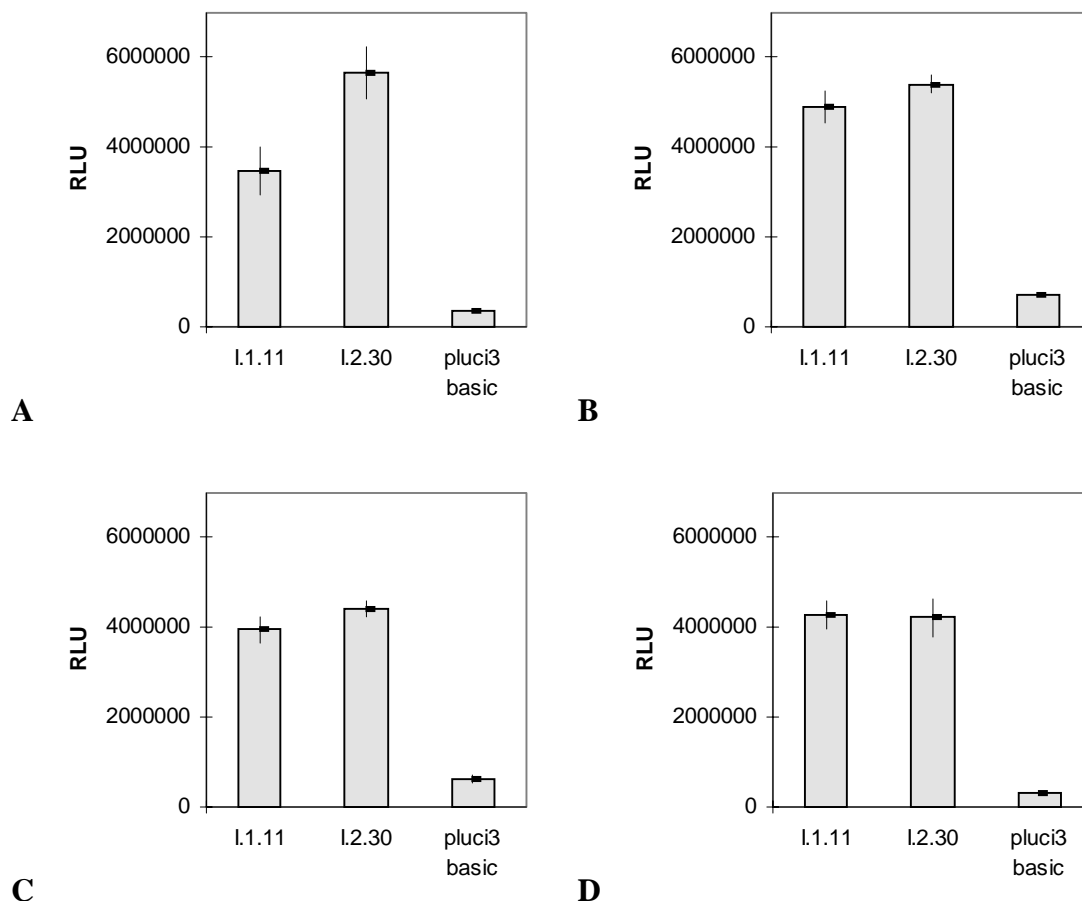 6000000
4000000
2000000
0
RLU
I.1.11
I.2.30
pluci3
basic
A
6000000
4000000
2000000
0
RLU
I.1.11
I.2.30
pluci3
basic
B
6000000
4000000
2000000
0
RLU
I.1.11
I.2.30
pluci3
basic
C
6000000
4000000
2000000
0
RLU
I.1.11
I.2.30
pluci3
basic
D